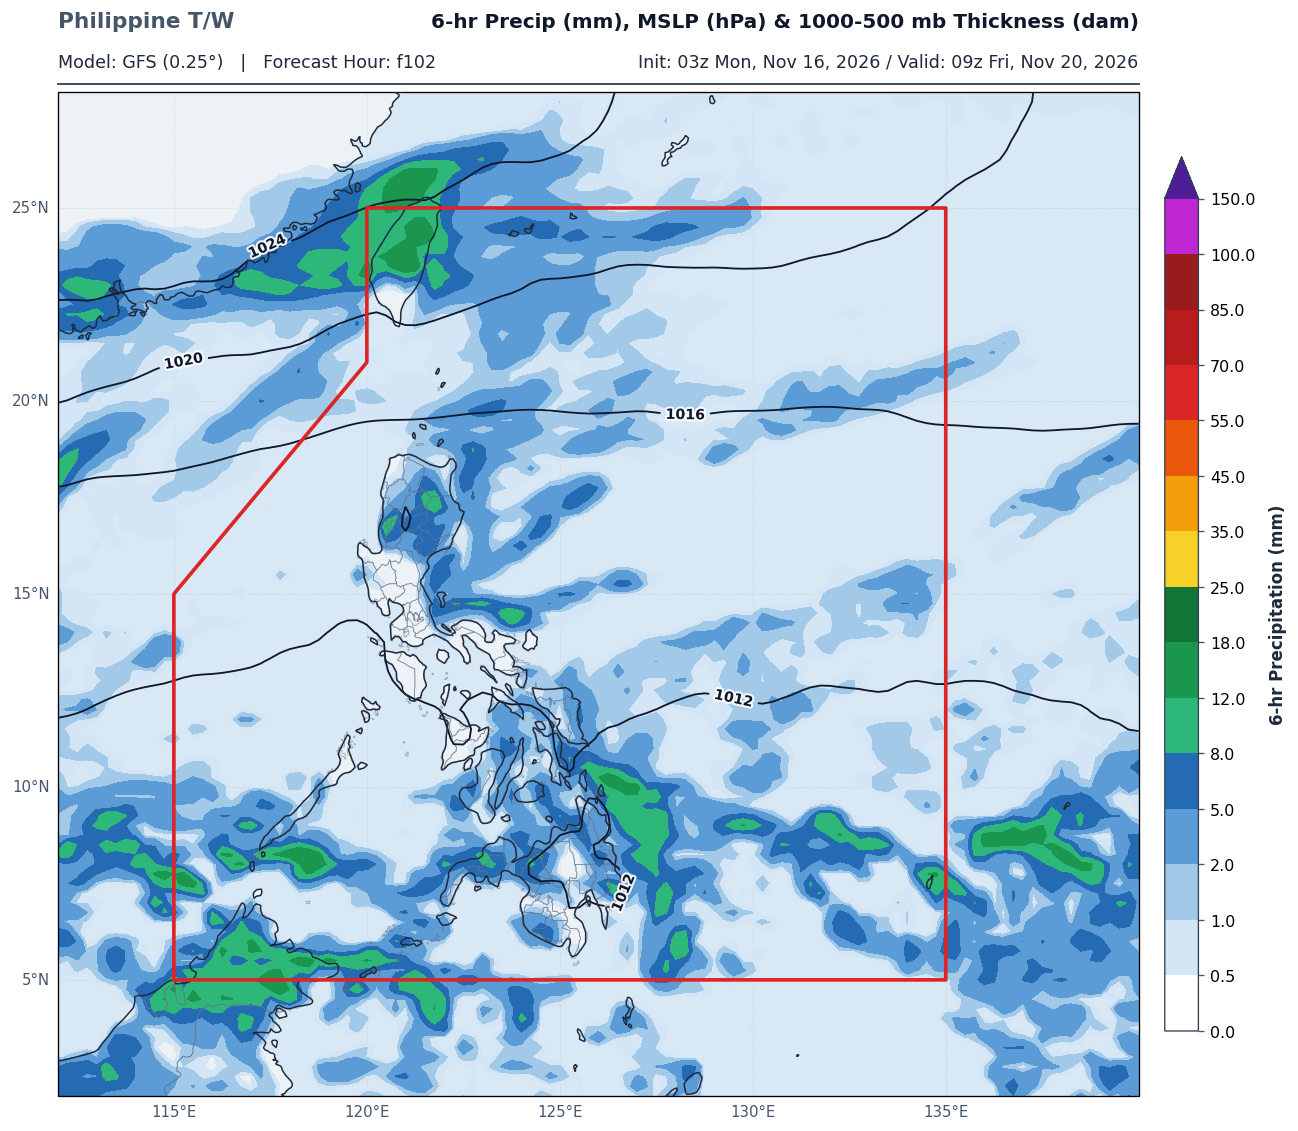 Philippine T/W
6-hr Precip (mm), MSLP (hPa) & 1000-500 mb Thickness (dam)
Model: GFS (0.25°) | Forecast Hour: f102
Init: 03z Mon, Nov 16, 2026 / Valid: 09z Fri, Nov 20, 2026
25°N
20°N
15°N
10°N
5°N
115°E
120°E
125°E
130°E
135°E
1024
1020
1016
1012
1012
150.0
100.0
85.0
70.0
55.0
45.0
35.0
25.0
18.0
12.0
8.0
5.0
2.0
1.0
0.5
0.0
6-hr Precipitation (mm)